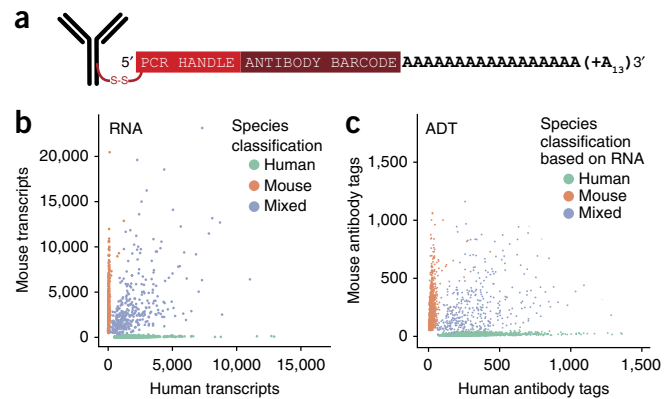 a
5′ PCR HANDLE ANTIBODY BARCODE AAAAAAAAAAAAAAAAA (+A13)3′
S-S
b
RNA
Species
classification
Human
Mouse
Mixed
20,000
15,000
10,000
5,000
0
Mouse transcripts
0 5,000 10,000 15,000
Human transcripts
c
ADT
Species
classification
based on RNA
Human
Mouse
Mixed
1,500
1,000
500
0
Mouse antibody tags
0 500 1,000 1,500
Human antibody tags